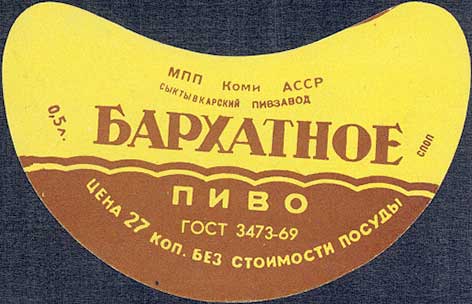 МПП Коми АССР
СЫКТЫВКАРСКИЙ ПИВЗАВОД
0,5 л.
БАРХАТНОЕ
СПОП
ПИВО
ГОСТ 3473-69
ЦЕНА 27 КОП. БЕЗ СТОИМОСТИ ПОСУДЫ